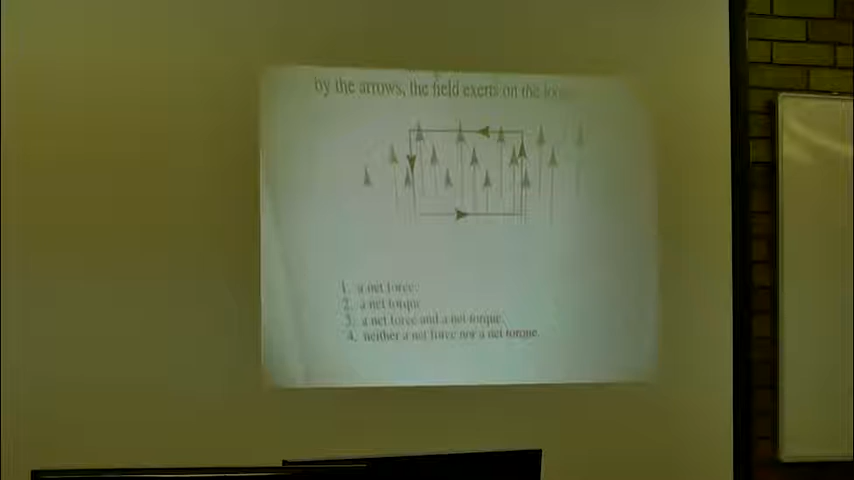 by the arrows, the field exerts on the loop
1. a net force.
2. a net torque.
3. a net force and a net torque.
4. neither a net force nor a net torque.